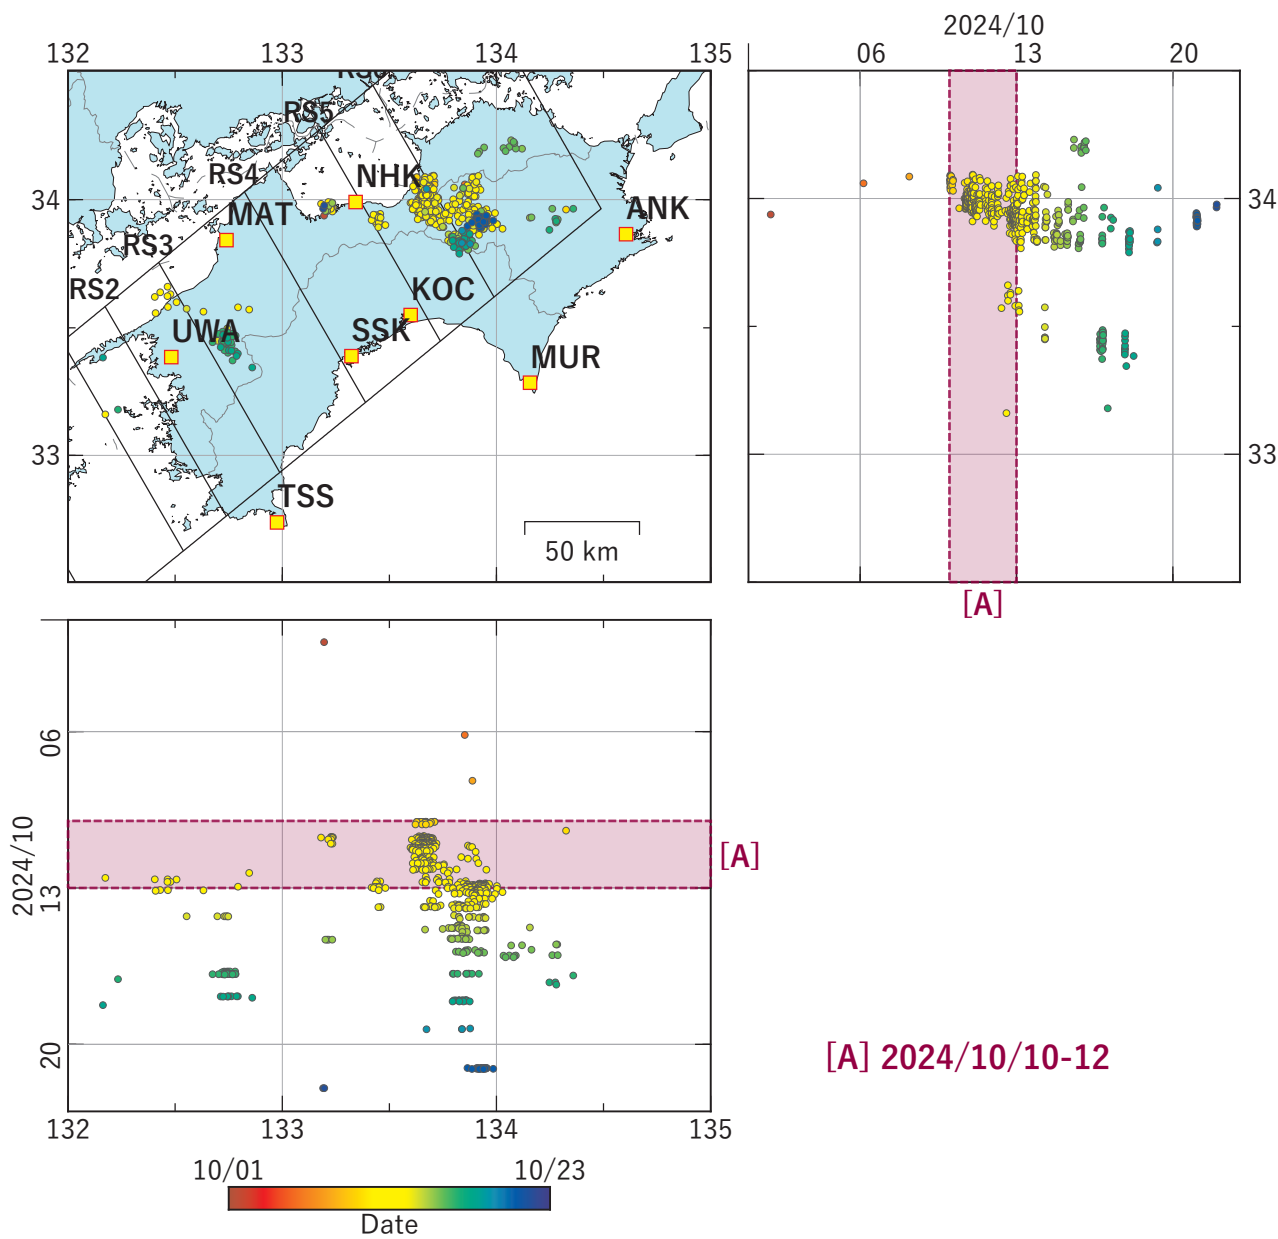 132 133 134 135
2024/10
06 13 20
RS6
RS5
RS4
NHK
34
MAT
ANK
34
RS3
RS2
KOC
UWA
SSK
MUR
33
33
TSS
50 km
[A]
06
2024/10
[A]
13
20
[A] 2024/10/10-12
132 133 134 135
10/01 10/23
Date